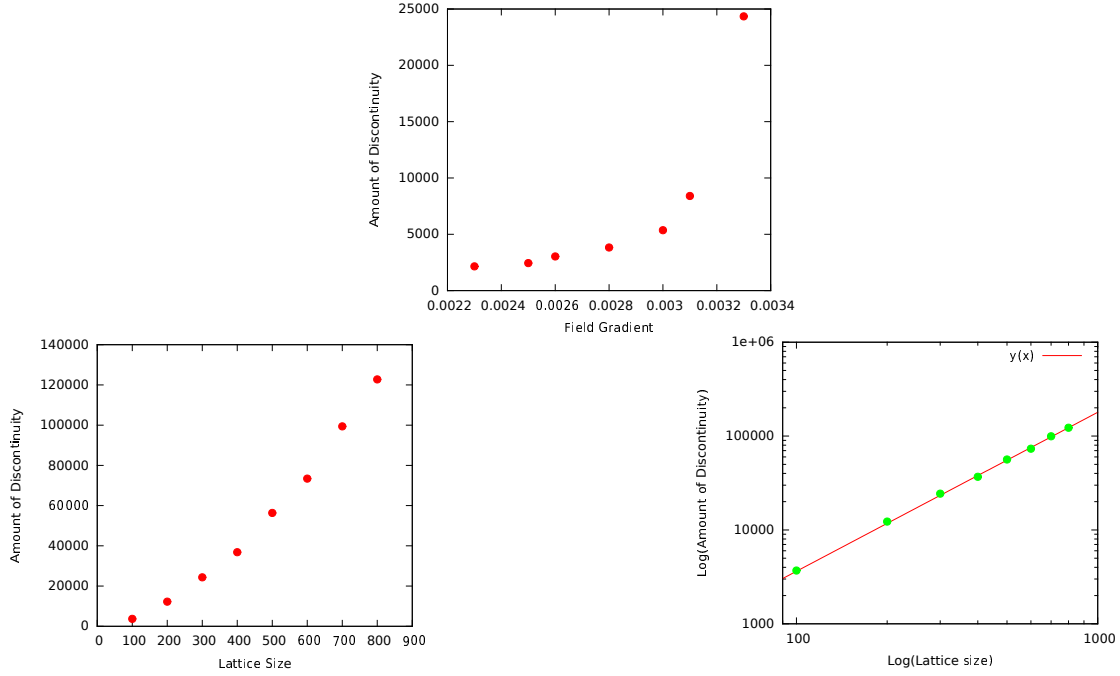 25000
20000
15000
10000
5000
0
Amount of Discontinuity
0.0022 0.0024 0.0026 0.0028 0.003 0.0032 0.0034
Field Gradient
140000
120000
100000
80000
60000
40000
20000
0
Amount of Discontinuity
0 100 200 300 400 500 600 700 800 900
Lattice Size
1e+06
100000
10000
1000
Log(Amount of Discontinuity)
y(x)
100 1000
Log(Lattice size)